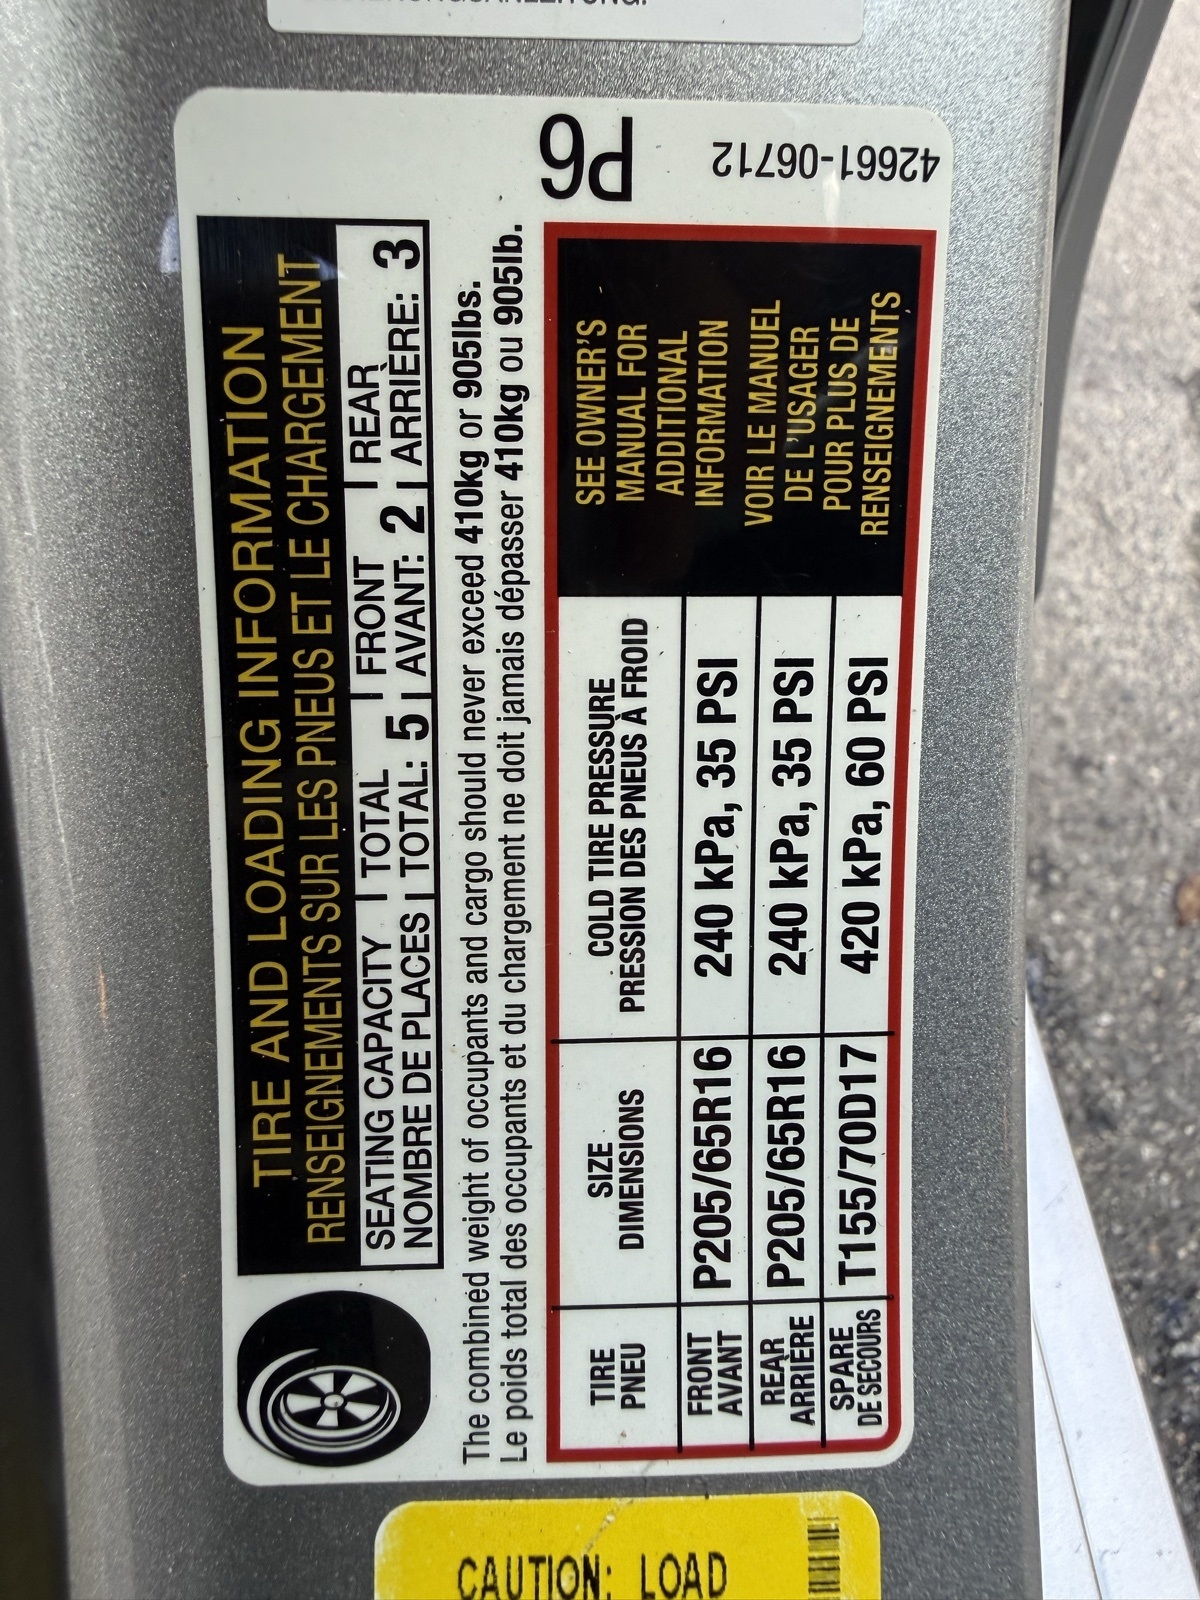 P6
42661-06712
TIRE AND LOADING INFORMATION
RENSEIGNEMENTS SUR LES PNEUS ET LE CHARGEMENT
SEATING CAPACITY | TOTAL | FRONT | REAR
NOMBRE DE PLACES | TOTAL: 5 | AVANT: 2 | ARRIÈRE: 3
The combined weight of occupants and cargo should never exceed 410kg or 905lbs.
Le poids total des occupants et du chargement ne doit jamais dépasser 410kg ou 905lb.
TIRE SIZE COLD TIRE PRESSURE
PNEU DIMENSIONS PRESSION DES PNEUS À FROID
FRONT
AVANT P205/65R16 240 kPa, 35 PSI
REAR
ARRIÈRE P205/65R16 240 kPa, 35 PSI
SPARE
DE SECOURS T155/70D17 420 kPa, 60 PSI
SEE OWNER'S
MANUAL FOR
ADDITIONAL
INFORMATION
VOIR LE MANUEL
DE L'USAGER
POUR PLUS DE
RENSEIGNEMENTS
CAUTION: LOAD